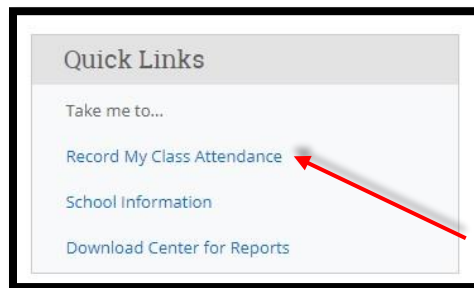 Quick Links
Take me to...
Record My Class Attendance
School Information
Download Center for Reports